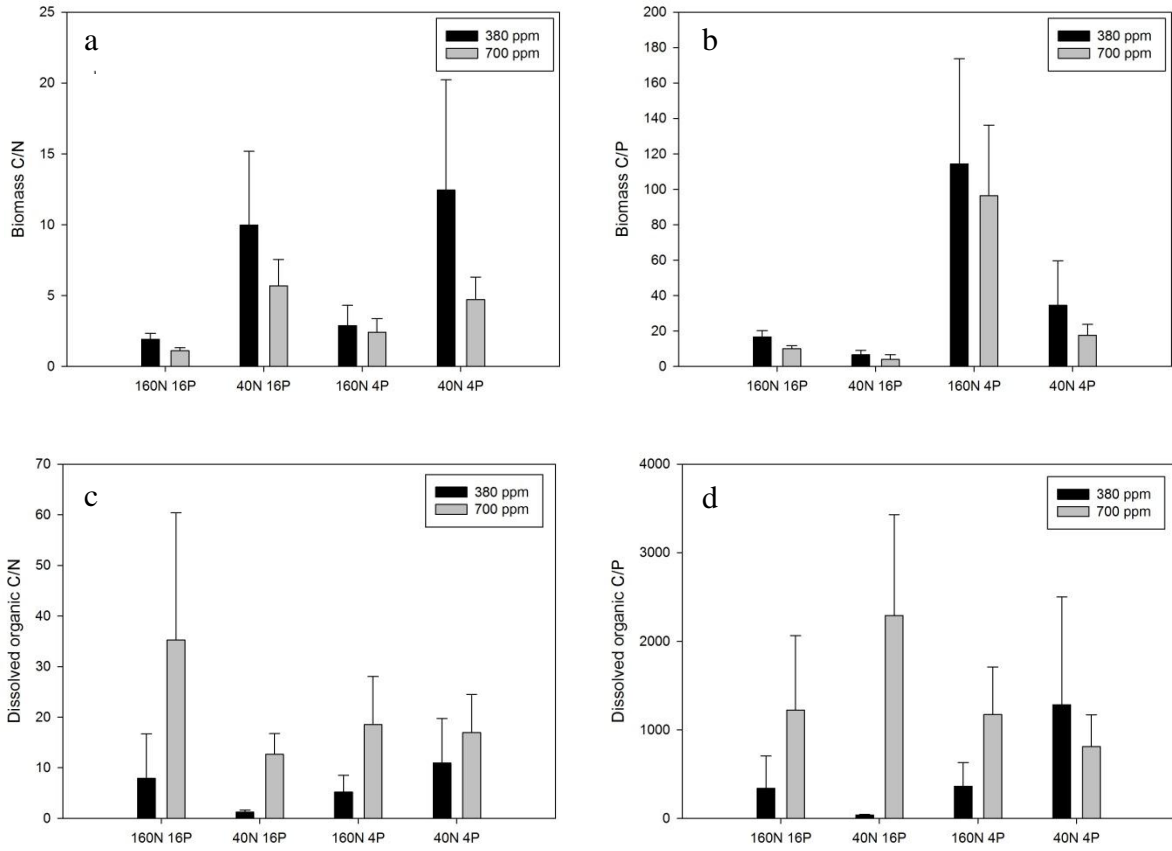 a
380 ppm
700 ppm
Biomass C/N
25
20
15
10
5
0
160N 16P 40N 16P 160N 4P 40N 4P
b
380 ppm
700 ppm
Biomass C/P
200
180
160
140
120
100
80
60
40
20
0
160N 16P 40N 16P 160N 4P 40N 4P
c
380 ppm
700 ppm
Dissolved organic C/N
70
60
50
40
30
20
10
0
160N 16P 40N 16P 160N 4P 40N 4P
d
380 ppm
700 ppm
Dissolved organic C/P
4000
3000
2000
1000
0
160N 16P 40N 16P 160N 4P 40N 4P